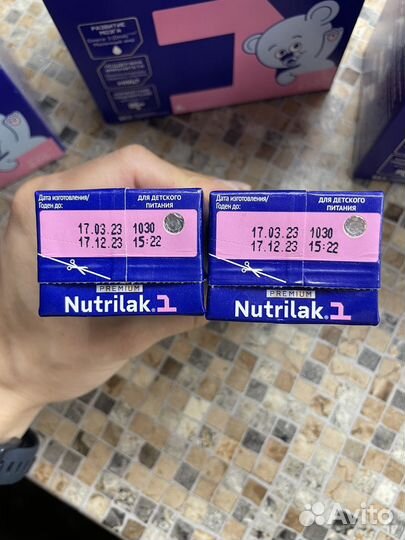 РАЗВИТИЕ
МОЗГА
Дата изготовления/
Годен до:
ДЛЯ ДЕТСКОГО
ПИТАНИЯ
17.03.23 1030
17.12.23 15:22
PREMIUM
Nutrilak 1
Дата изготовления/
Годен до:
ДЛЯ ДЕТСКОГО
ПИТАНИЯ
17.03.23 1030
17.12.23 15:22
PREMIUM
Nutrilak 1
Avito